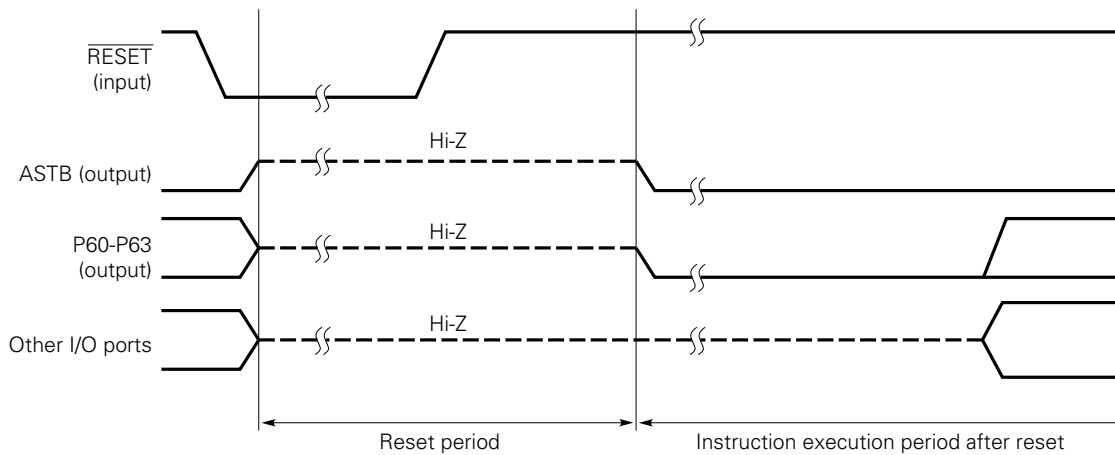 RESET
(input)
Hi-Z
ASTB (output)
Hi-Z
P60-P63
(output)
Hi-Z
Other I/O ports
Reset period
Instruction execution period after reset